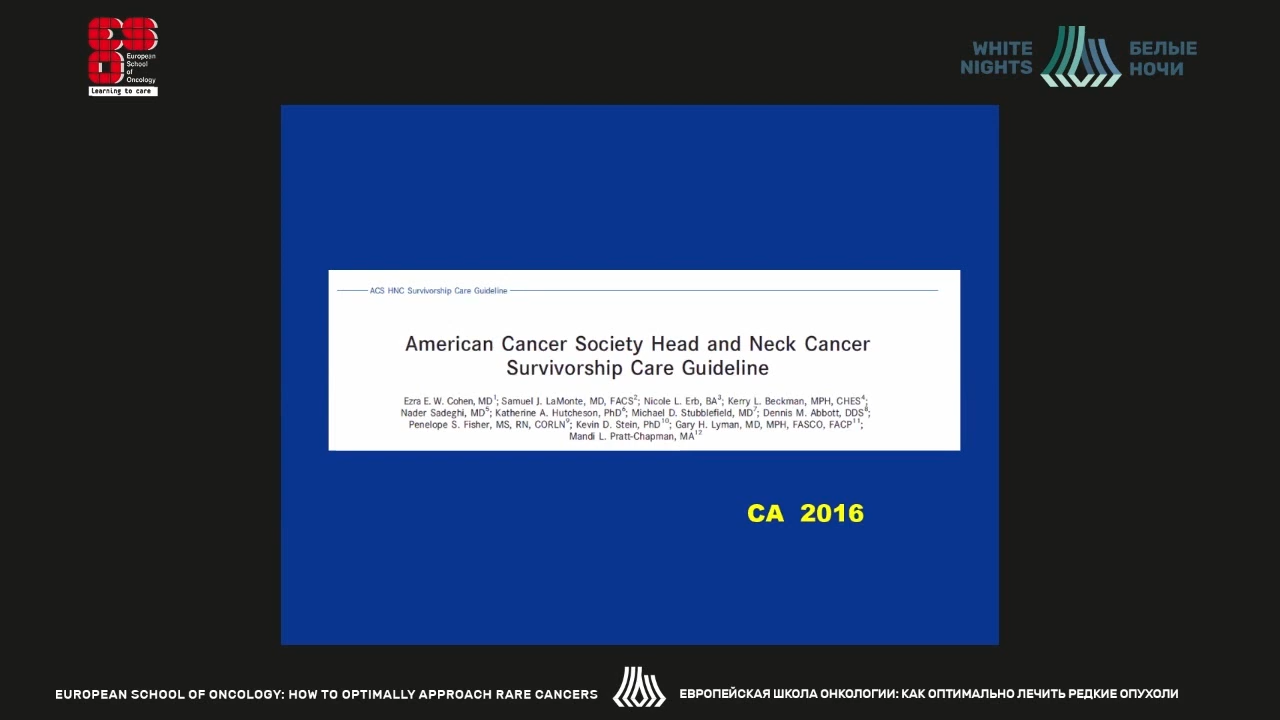 European
School
of
Oncology
Learning to care
WHITE
NIGHTS
БЕЛЫЕ
НОЧИ
ACS HNC Survivorship Care Guideline
American Cancer Society Head and Neck Cancer
Survivorship Care Guideline
Ezra E. W. Cohen, MD1; Samuel J. LaMonte, MD, FACS2; Nicole L. Erb, BA3; Kerry L. Beckman, MPH, CHES4;
Nader Sadeghi, MD5; Katherine A. Hutcheson, PhD6; Michael D. Stubblefield, MD7; Dennis M. Abbott, DDS8;
Penelope S. Fisher, MS, RN, CORLN9; Kevin D. Stein, PhD10; Gary H. Lyman, MD, MPH, FASCO, FACP11;
Mandi L. Pratt-Chapman, MA12
CA 2016
EUROPEAN SCHOOL OF ONCOLOGY: HOW TO OPTIMALLY APPROACH RARE CANCERS
ЕВРОПЕЙСКАЯ ШКОЛА ОНКОЛОГИИ: КАК ОПТИМАЛЬНО ЛЕЧИТЬ РЕДКИЕ ОПУХОЛИ